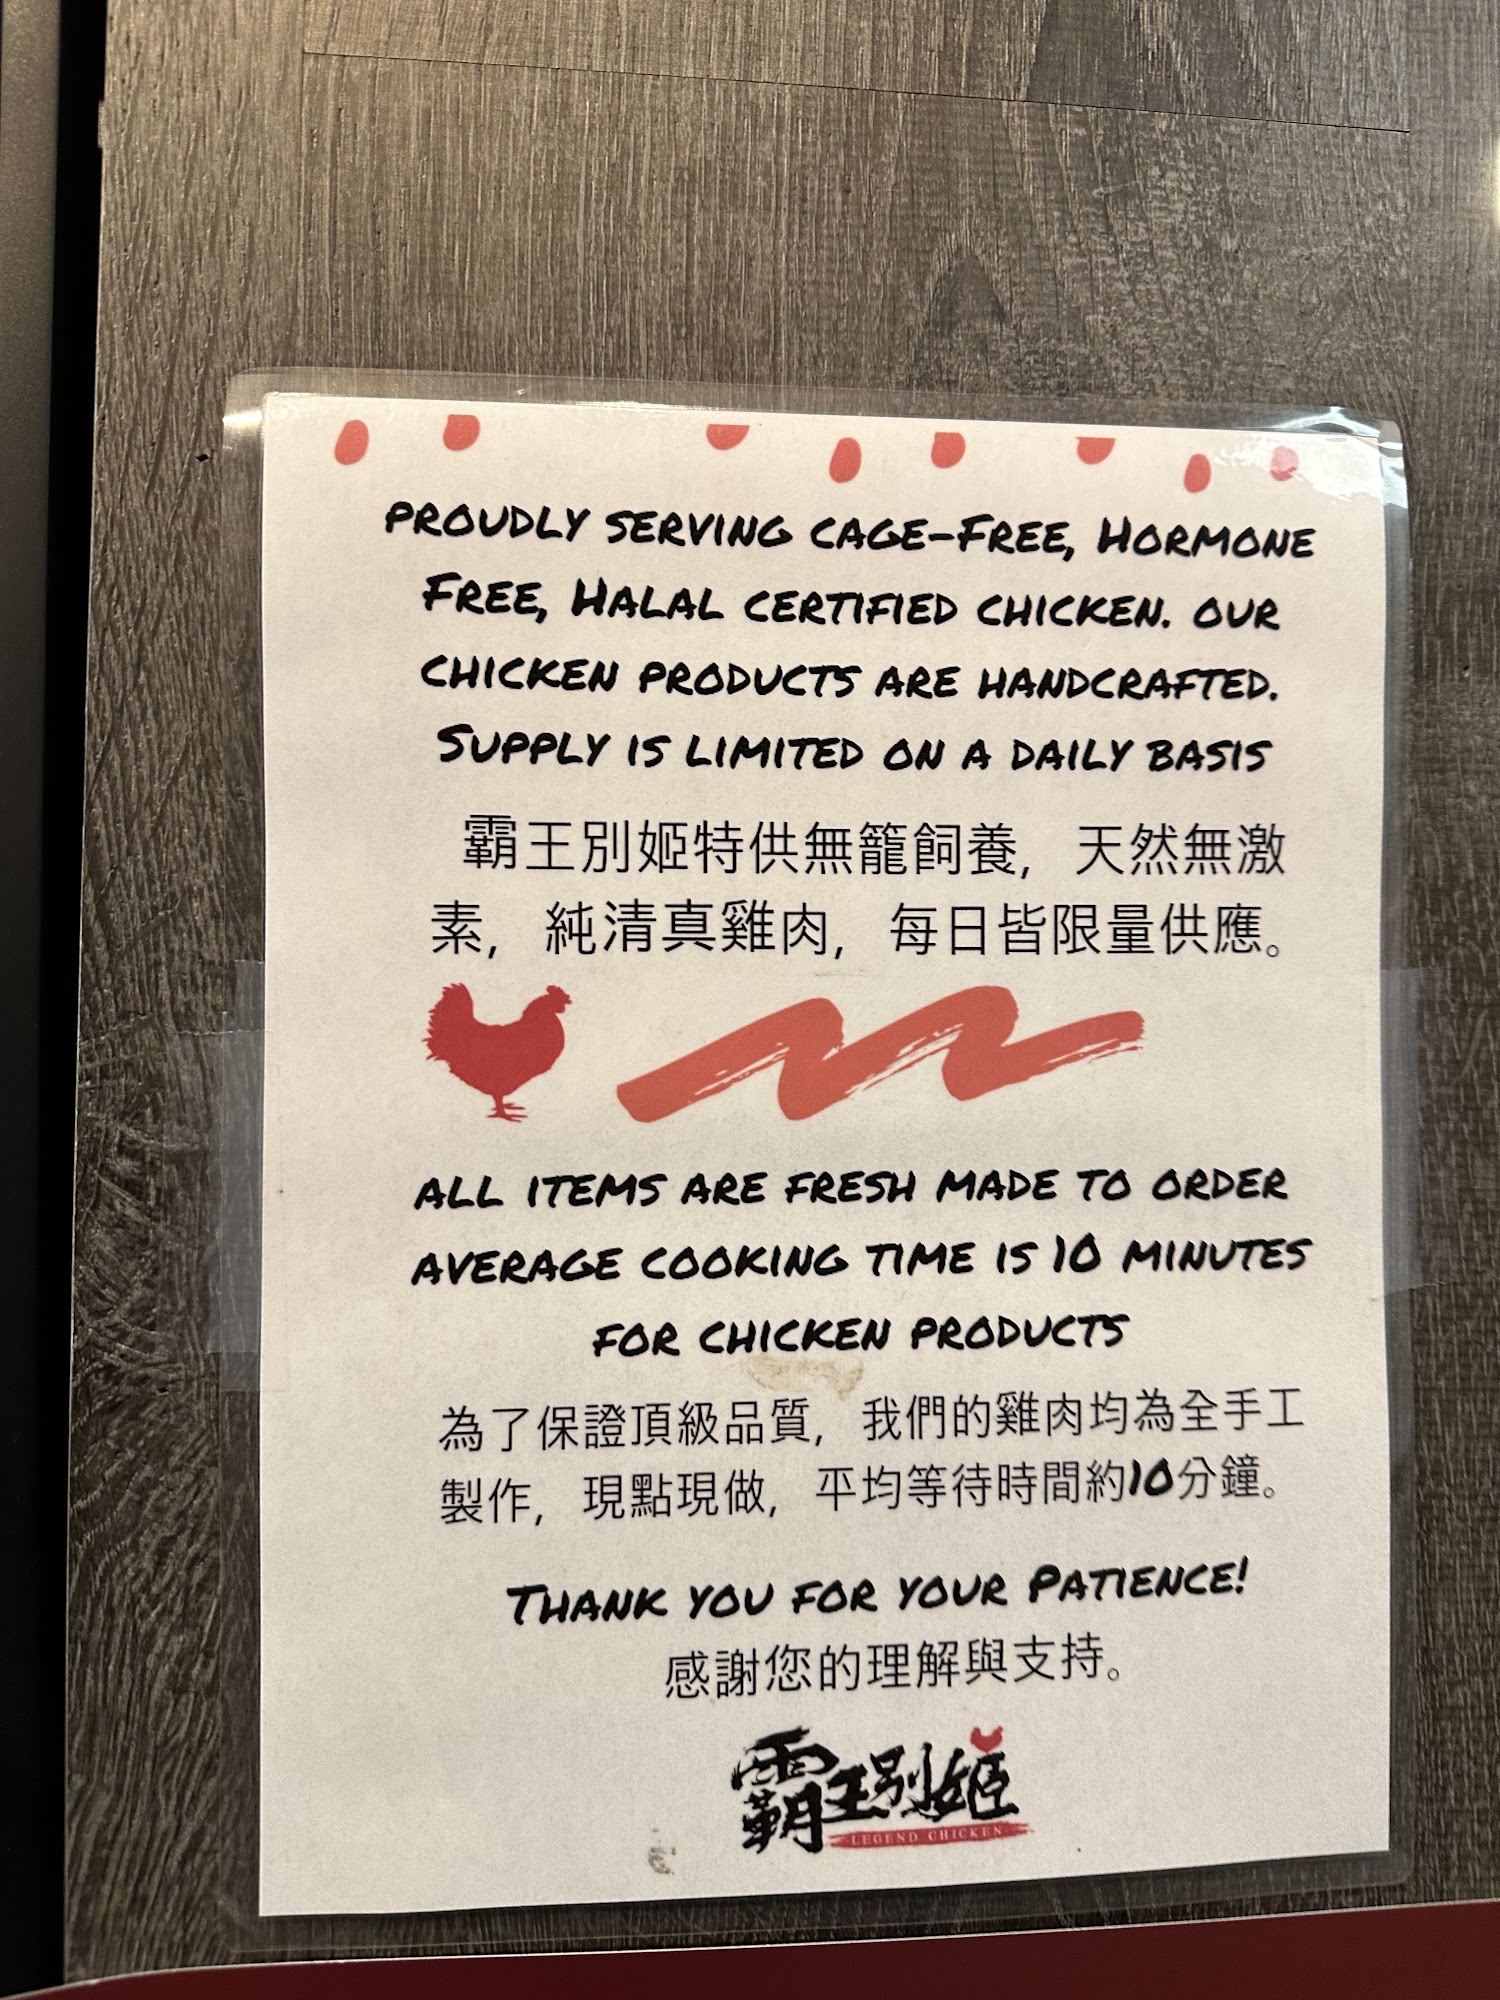 PROUDLY SERVING CAGE-FREE, HORMONE
FREE, HALAL CERTIFIED CHICKEN. OUR
CHICKEN PRODUCTS ARE HANDCRAFTED.
SUPPLY IS LIMITED ON A DAILY BASIS
霸王別姬特供無籠飼養，天然無激
素，純清真雞肉，每日皆限量供應。
ALL ITEMS ARE FRESH MADE TO ORDER
AVERAGE COOKING TIME IS 10 MINUTES
FOR CHICKEN PRODUCTS
為了保證頂級品質，我們的雞肉均為全手工
製作，現點現做，平均等待時間約10分鐘。
THANK YOU FOR YOUR PATIENCE!
感謝您的理解與支持。
霸王別姬
LEGEND CHICKEN